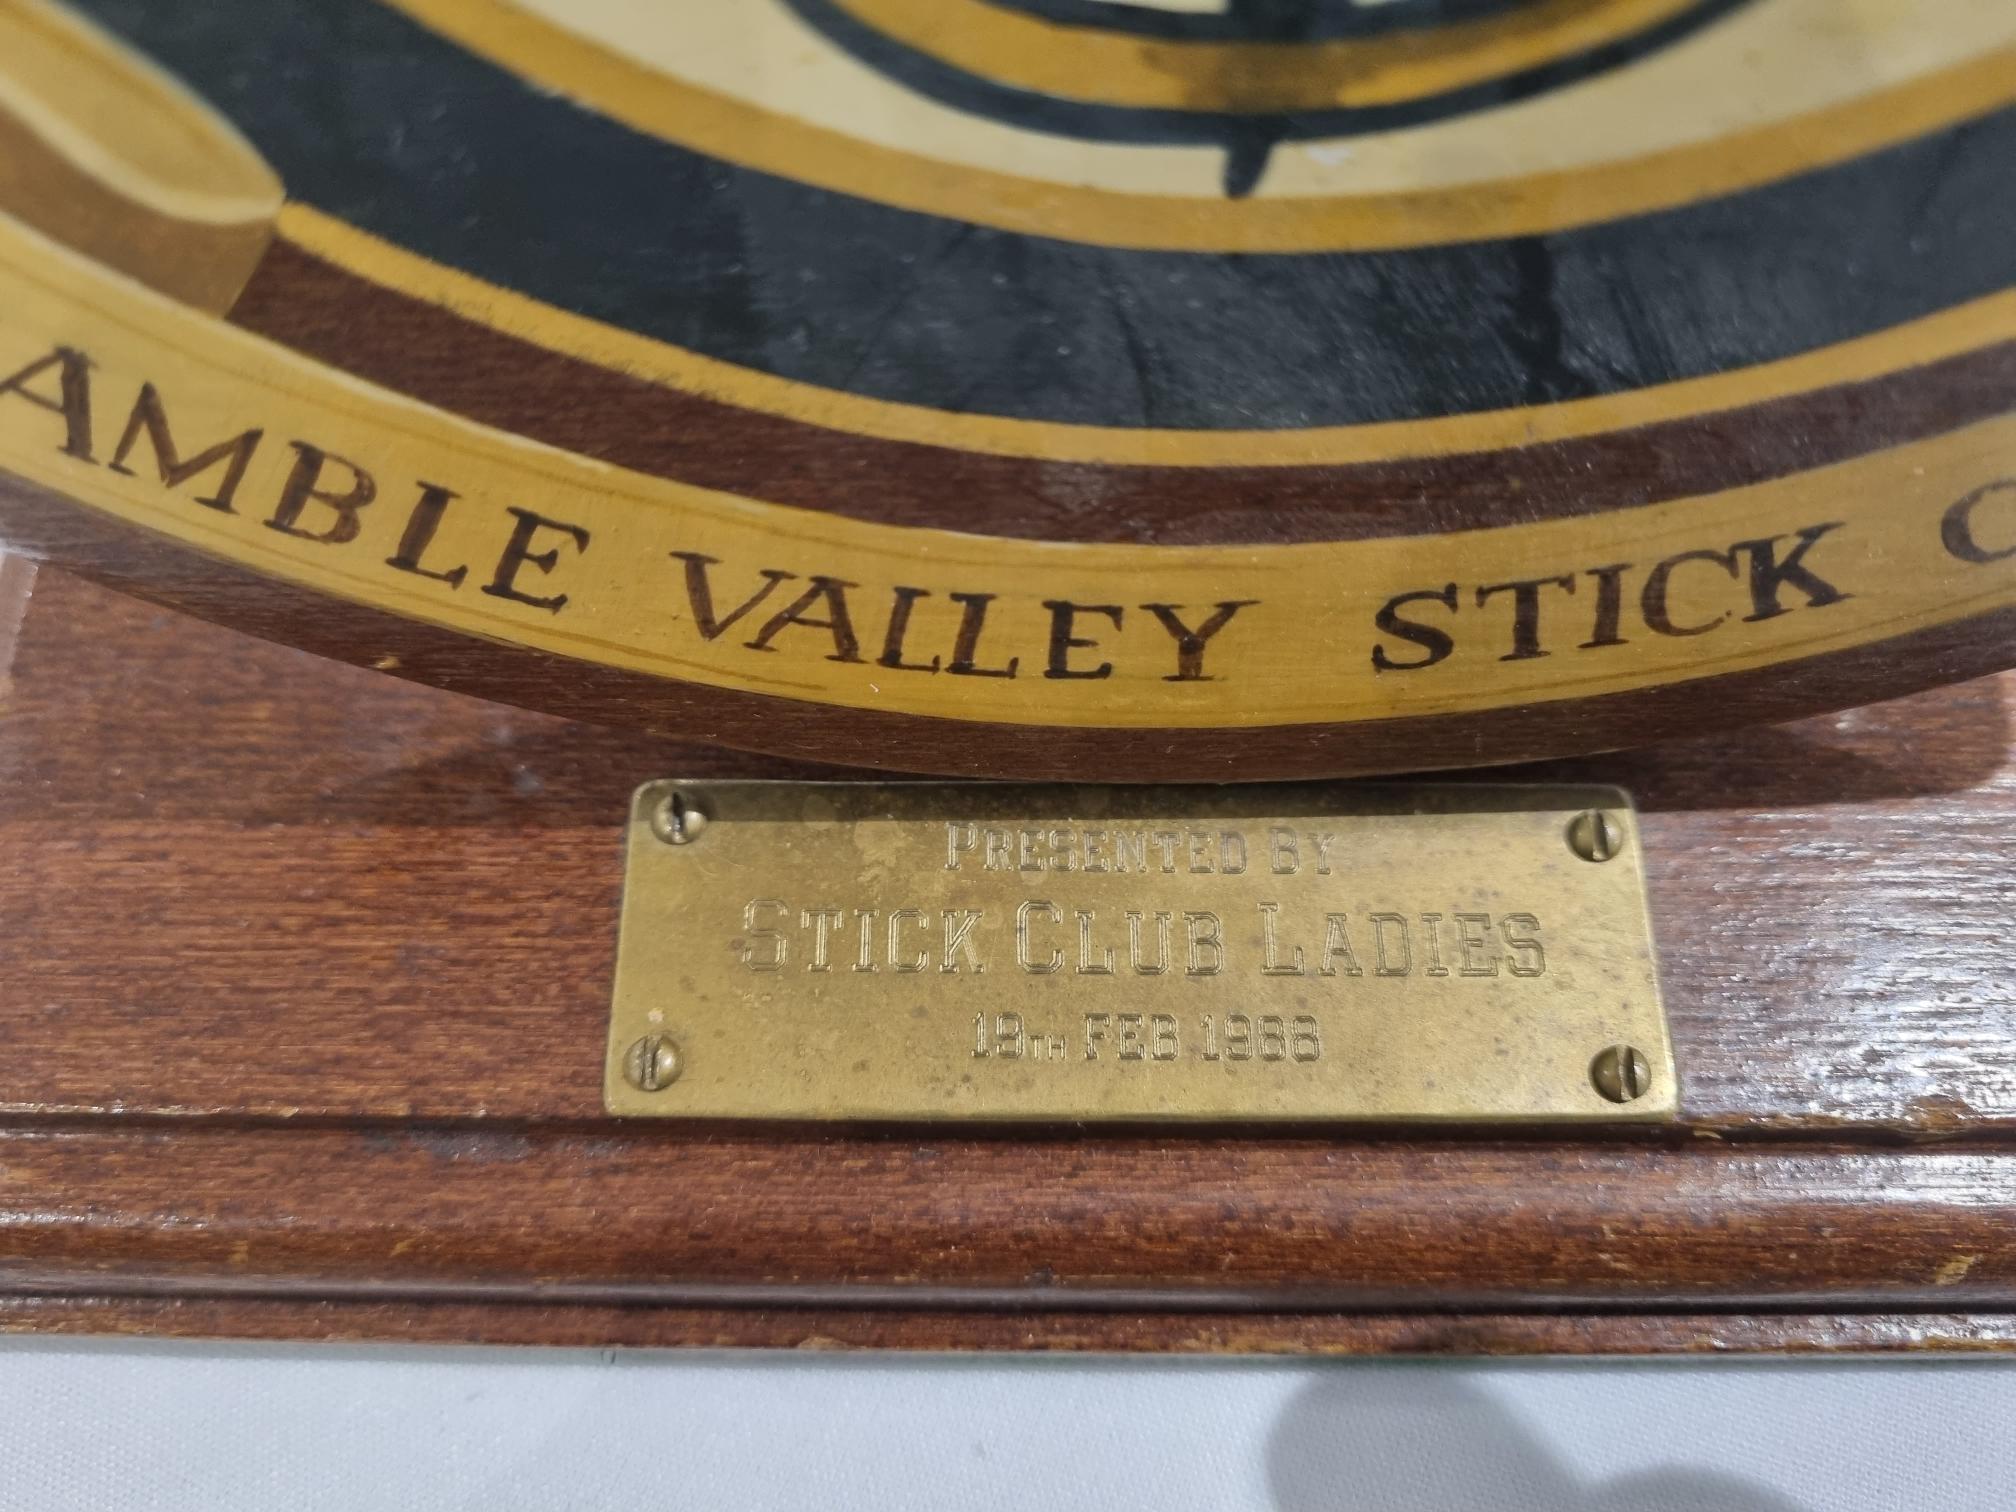 AMBLE VALLEY STICK C
PRESENTED BY
STICK CLUB LADIES
19TH FEB 1988